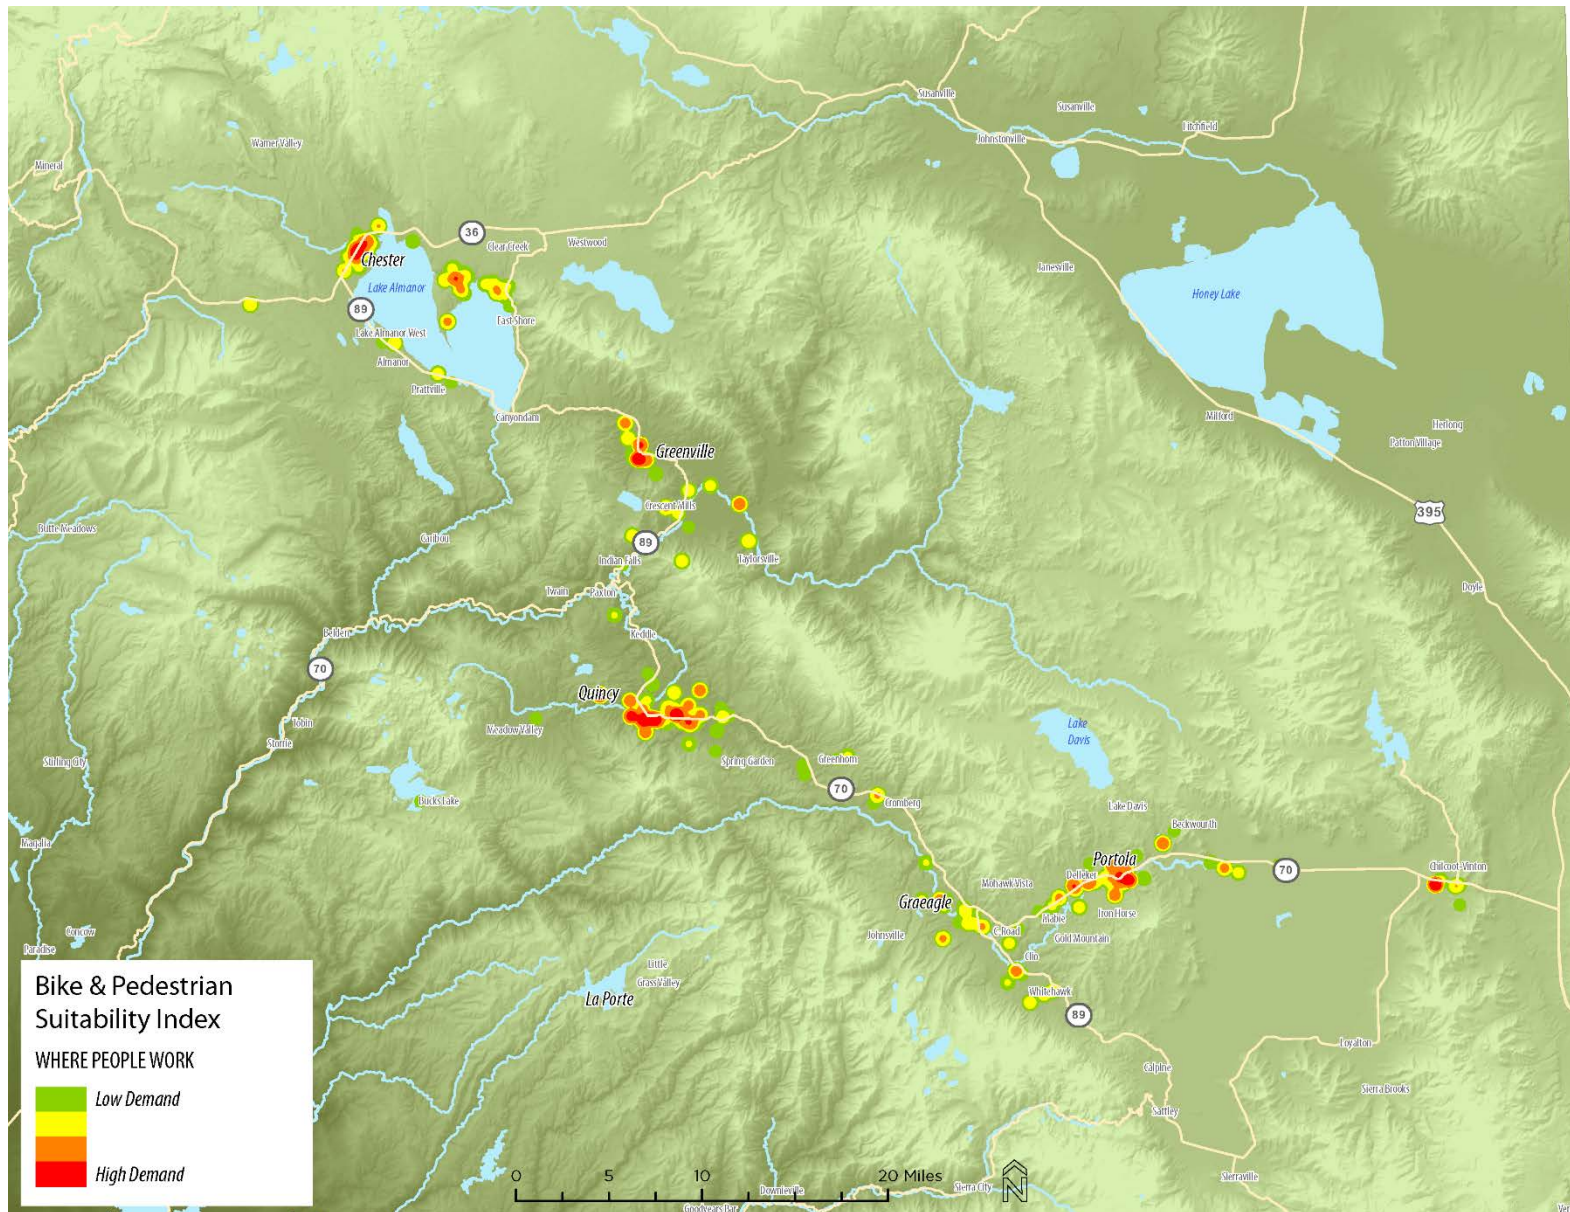 Susanville
Susanville
Litchfield
Johnstonville
Warner Valley
Mineral
36
Clear Creek
Westwood
Chester
Janesville
Lake Almanor
Honey Lake
89
East Shore
Lake Almanor West
Almanor
Prattville
Canyondam
Milford
Herlong
Patton Village
Greenville
Crescent Mills
395
Butte Meadows
Caribou
89
Indian Falls
Taylorsville
Doyle
Twain
Paxton
Belden
Keddie
70
Quincy
Tobin
Meadow Valley
Lake
Davis
Storrie
Stirling City
Spring Garden
Greenhorn
70
Bucks Lake
Cromberg
Lake Davis
Beckwourth
Magalia
Portola
Chilcoot-Vinton
70
Delleker
Mohawk Vista
Graeagle
Iron Horse
Mabie
Concow
C-Road
Johnsville
Gold Mountain
Paradise
Clio
Little
Grass Valley
La Porte
Whitehawk
89
Loyalton
Calpine
Sierra Brooks
Sattley
Sierraville
Sierra City
Downieville
Goodyears Bar
Ver
Bike & Pedestrian
Suitability Index
WHERE PEOPLE WORK
Low Demand
High Demand
0 5 10 20 Miles
N